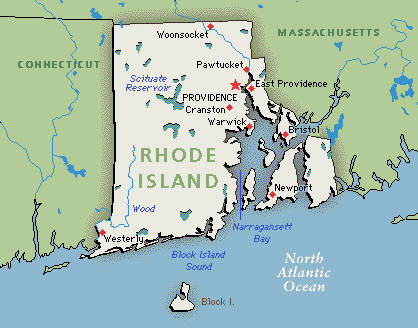 Woonsocket
MASSACHUSETTS
CONNECTICUT
Pawtucket
Scituate
Reservoir
East Providence
PROVIDENCE
Cranston
Warwick
Bristol
RHODE
ISLAND
Newport
Wood
Narragansett
Bay
Westerly
Block Island
Sound
North
Atlantic
Ocean
Block I.